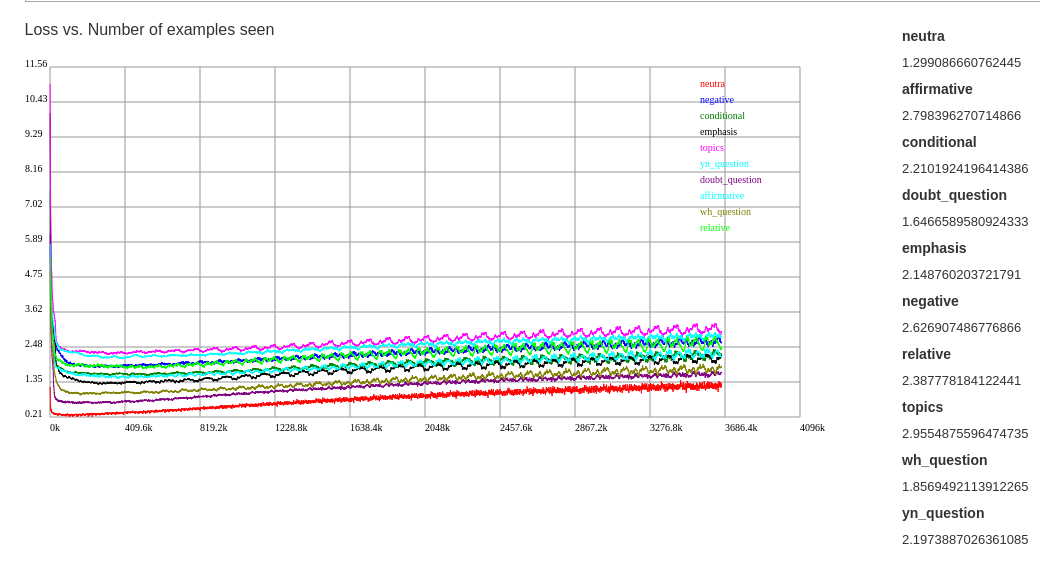 Loss vs. Number of examples seen
11.56
10.43
9.29
8.16
7.02
5.89
4.75
3.62
2.48
1.35
0.21
0k
409.6k
819.2k
1228.8k
1638.4k
2048k
2457.6k
2867.2k
3276.8k
3686.4k
4096k
neutra
negative
conditional
emphasis
topics
yn_question
doubt_question
affirmative
wh_question
relative
neutra
1.299086660762445
affirmative
2.798396270714866
conditional
2.2101924196414386
doubt_question
1.6466589580924333
emphasis
2.148760203721791
negative
2.626907486776866
relative
2.387778184122441
topics
2.9554875596474735
wh_question
1.8569492113912265
yn_question
2.1973887026361085